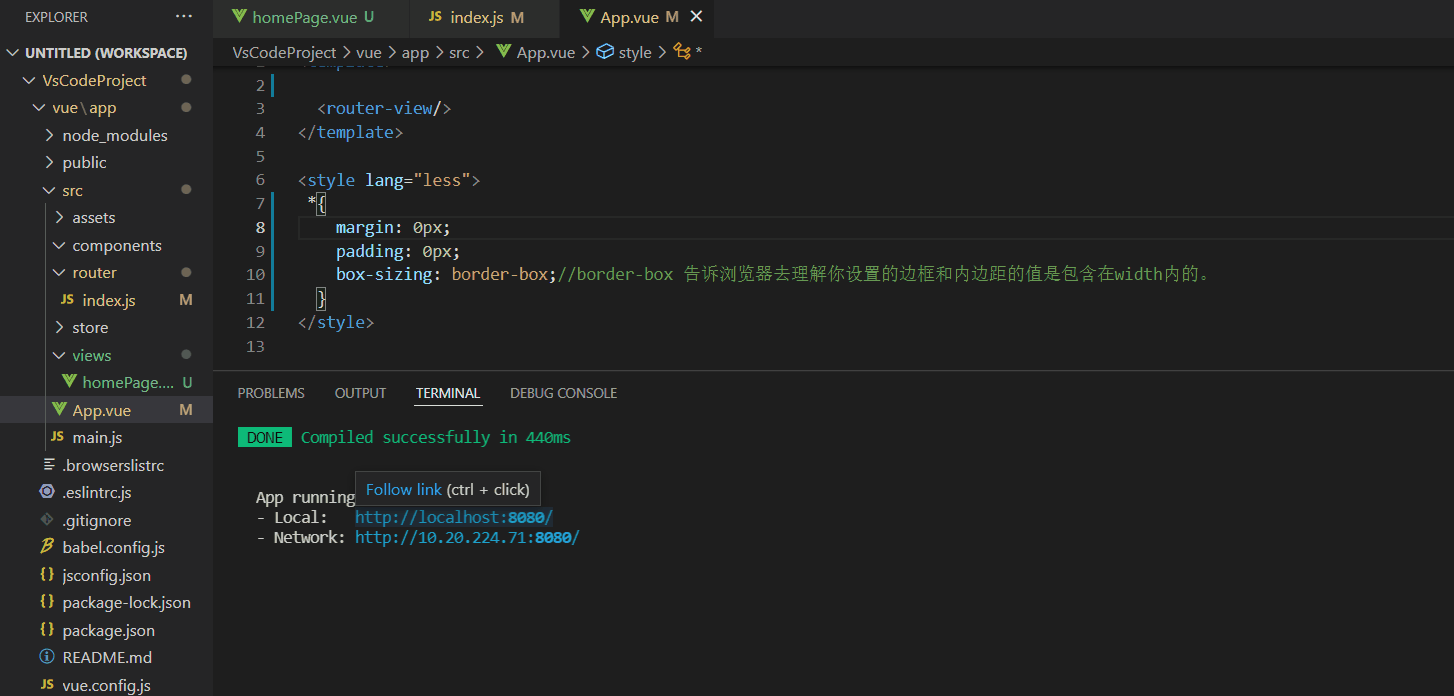 EXPLORER ···
homePage.vue U
JS index.js M
App.vue M
UNTITLED (WORKSPACE)
VsCodeProject
vue\app
node_modules
public
src
assets
components
router
JS index.js M
store
views
homePage.... U
App.vue M
JS main.js
.browserslistrc
.eslintrc.js
.gitignore
babel.config.js
{} jsconfig.json
{} package-lock.json
{} package.json
README.md
JS vue.config.js
VsCodeProject > vue > app > src > App.vue > style > *
2
3 <router-view/>
4 </template>
5
6 <style lang="less">
7 *{
8 margin: 0px;
9 padding: 0px;
10 box-sizing: border-box;//border-box 告诉浏览器去理解你设置的边框和内边距的值是包含在width内的。
11 }
12 </style>
13
PROBLEMS OUTPUT TERMINAL DEBUG CONSOLE
DONE Compiled successfully in 440ms
Follow link (ctrl + click)
App running
- Local: http://localhost:8080/
- Network: http://10.20.224.71:8080/